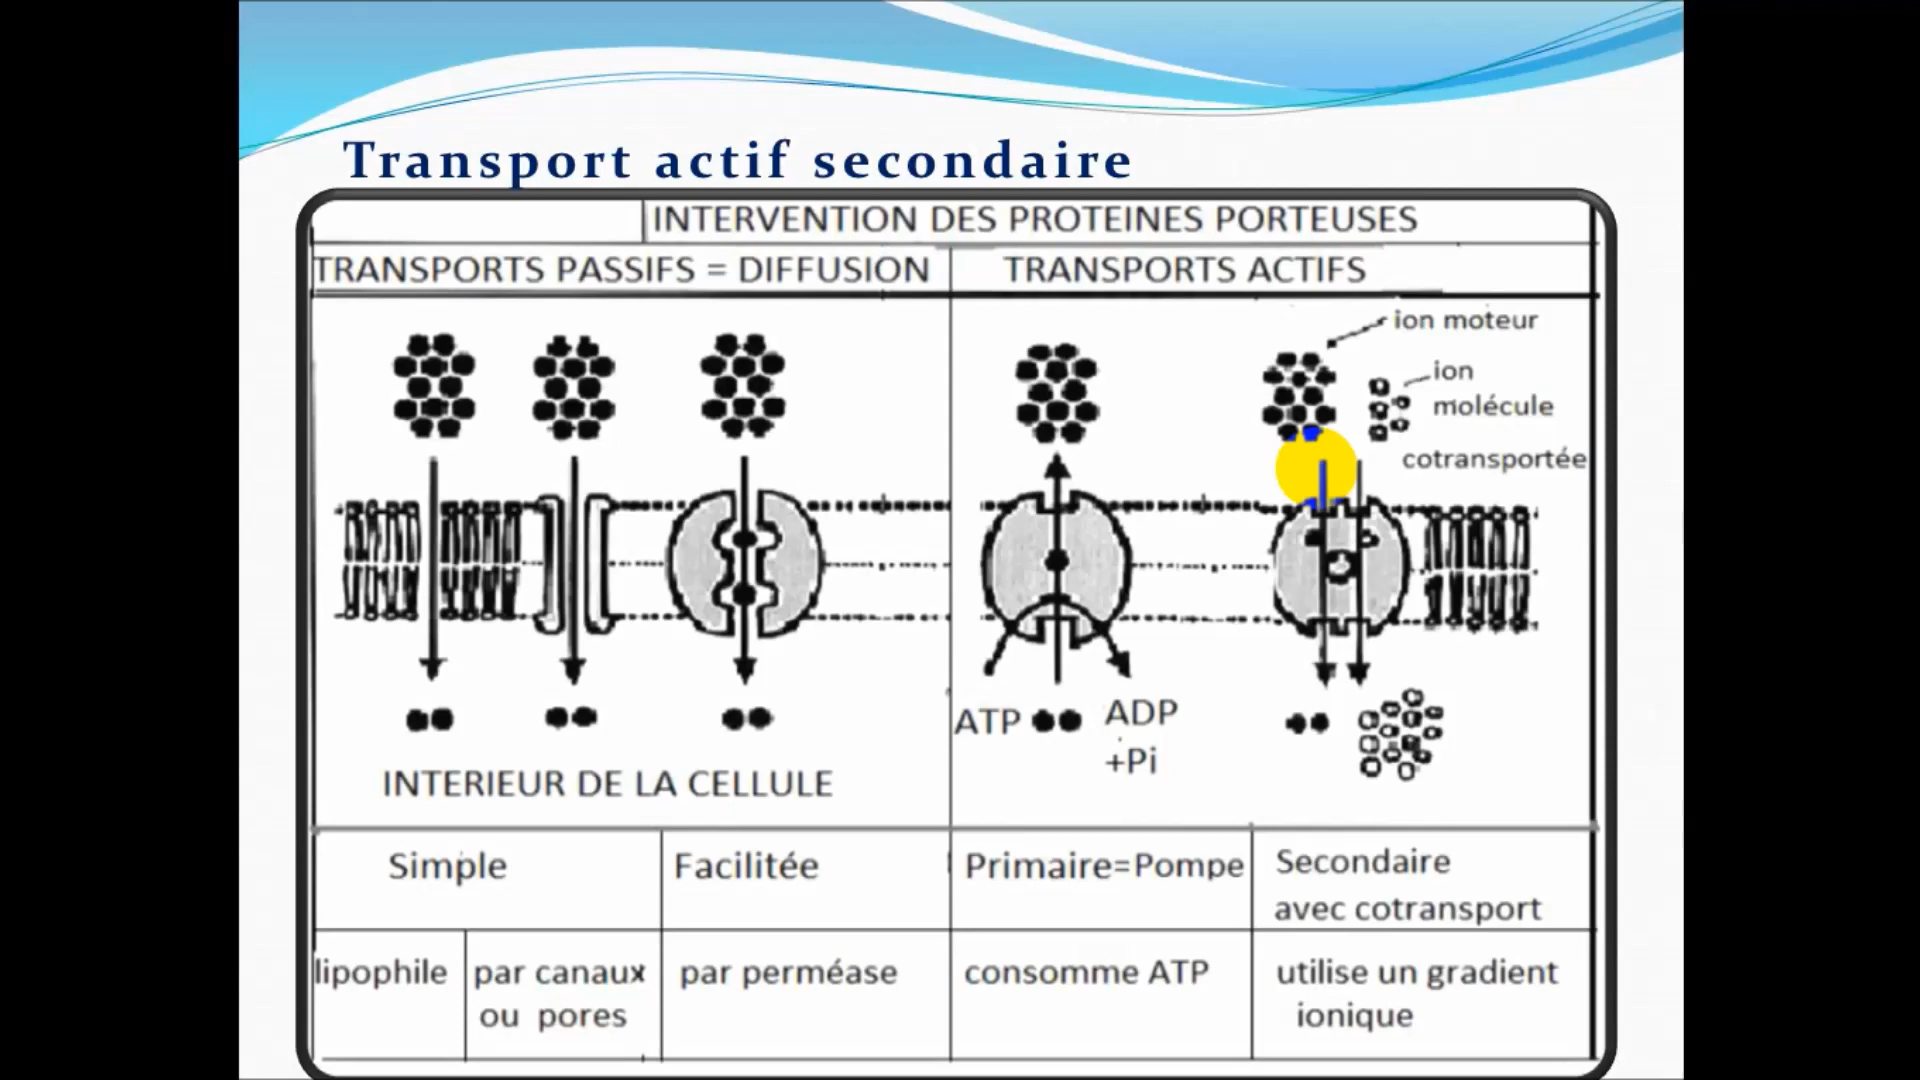 Transport actif secondaire
INTERVENTION DES PROTEINES PORTEUSES
TRANSPORTS PASSIFS = DIFFUSION
TRANSPORTS ACTIFS
ion moteur
ion
molécule
cotransportée
ATP
ADP
+Pi
INTERIEUR DE LA CELLULE
Simple
Facilitée
Primaire=Pompe
Secondaire
avec cotransport
lipophile
par canaux
ou pores
par perméase
consomme ATP
utilise un gradient
ionique